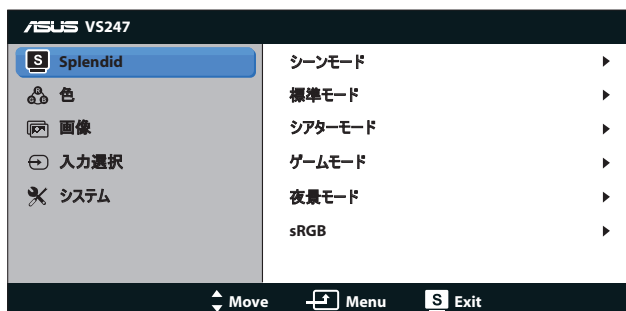 ASUS VS247
S Splendid
色
画像
入力選択
システム
シーンモード
標準モード
シアターモード
ゲームモード
夜景モード
sRGB
Move Menu S Exit